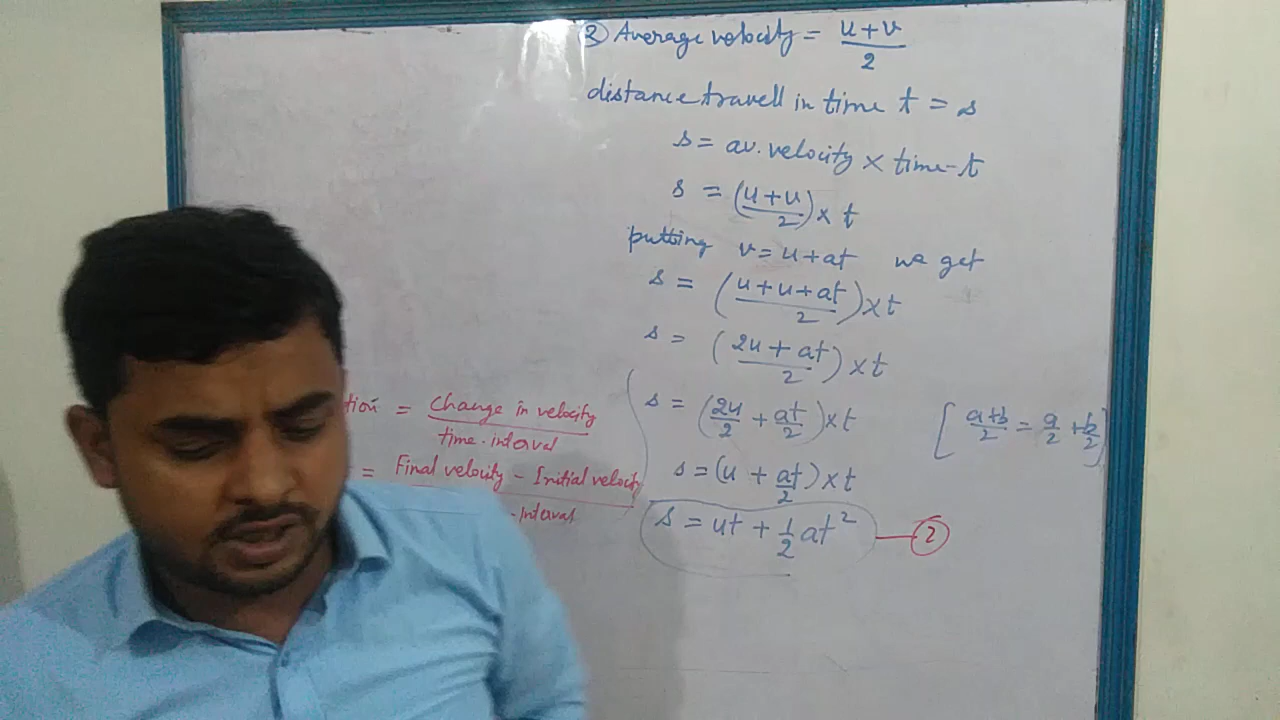 ② Average velocity = u+v/2
distance travell in time t = s
s = av. velocity × time-t
s = (u+u/2) × t
putting v = u+at we get
s = (u+u+at/2) × t
s = (2u+at/2) × t
s = (2u/2 + at/2) × t [a+b/2 = a/2 + b/2]
s = (u + at/2) × t
s = ut + 1/2 at² — ②
tion = Change in velocity
time-interval
= Final velocity - Initial velocity
-interval